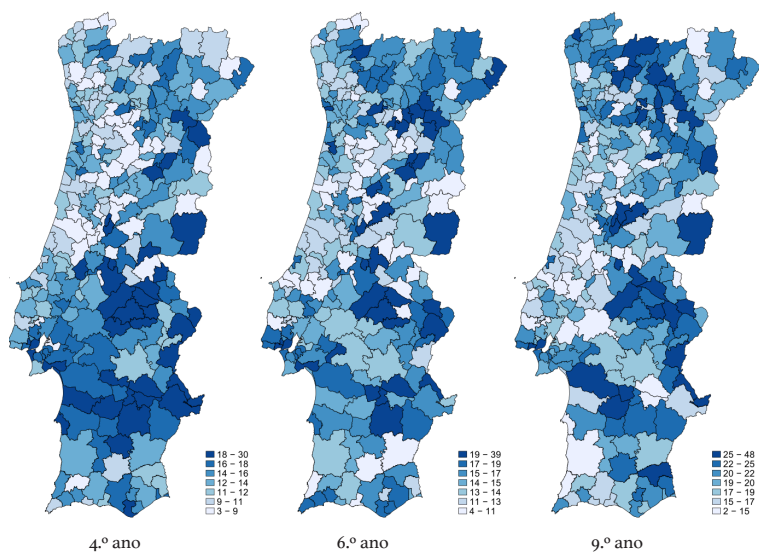 18 – 30
16 – 18
14 – 16
12 – 14
11 – 12
9 – 11
3 – 9
19 – 39
17 – 19
15 – 17
14 – 15
13 – 14
11 – 13
4 – 11
25 – 48
22 – 25
20 – 22
19 – 20
17 – 19
15 – 17
2 – 15
4.º ano
6.º ano
9.º ano